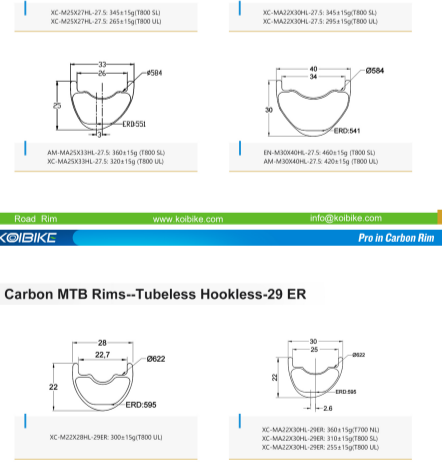 XC-M25X27HL-27.5: 345±15g(T800 SL)
XC-M25X27HL-27.5: 265±15g(T800 UL)
XC-MA22X30HL-27.5: 345±15g(T800 SL)
XC-MA22X30HL-27.5: 295±15g(T800 UL)
33
26
Ø584
25
ERD:551
3
40
34
Ø584
30
ERD:541
AM-MA25X33HL-27.5: 360±15g (T800 SL)
XC-MA25X33HL-27.5: 320±15g (T800 UL)
EN-M30X40HL-27.5: 460±15g (T800 SL)
AM-M30X40HL-27.5: 420±15g (T800 UL)
Road Rim
www.koibike.com
info@koibike.com
KOIBIKE
Pro in Carbon Rim
Carbon MTB Rims--Tubeless Hookless-29 ER
28
22,7
Ø622
22
ERD:595
30
25
Ø622
22
ERD:595
2.6
XC-M22X28HL-29ER: 300±15g(T800 UL)
XC-MA22X30HL-29ER: 360±15g(T700 NL)
XC-MA22X30HL-29ER: 310±15g(T800 SL)
XC-MA22X30HL-29ER: 255±15g(T800 UL)